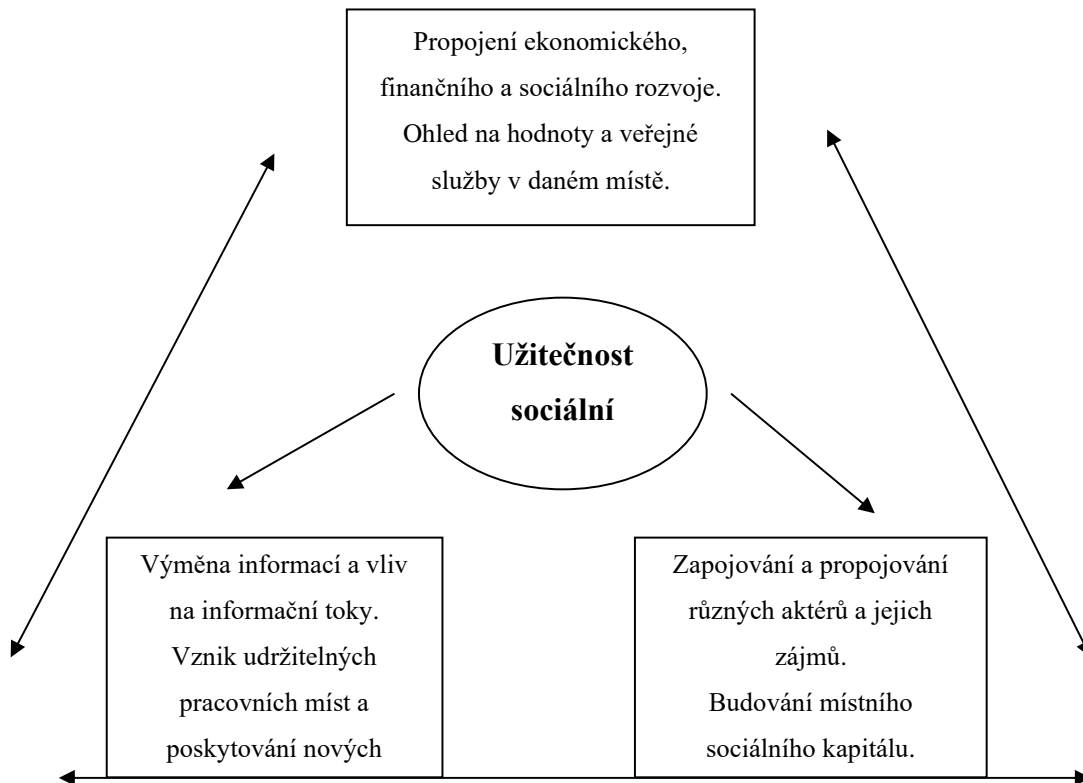 Propojení ekonomického,
finančního a sociálního rozvoje.
Ohled na hodnoty a veřejné
služby v daném místě.
Užitečnost
sociální
Výměna informací a vliv
na informační toky.
Vznik udržitelných
pracovních míst a
poskytování nových
Zapojování a propojování
různých aktérů a jejich
zájmů.
Budování místního
sociálního kapitálu.